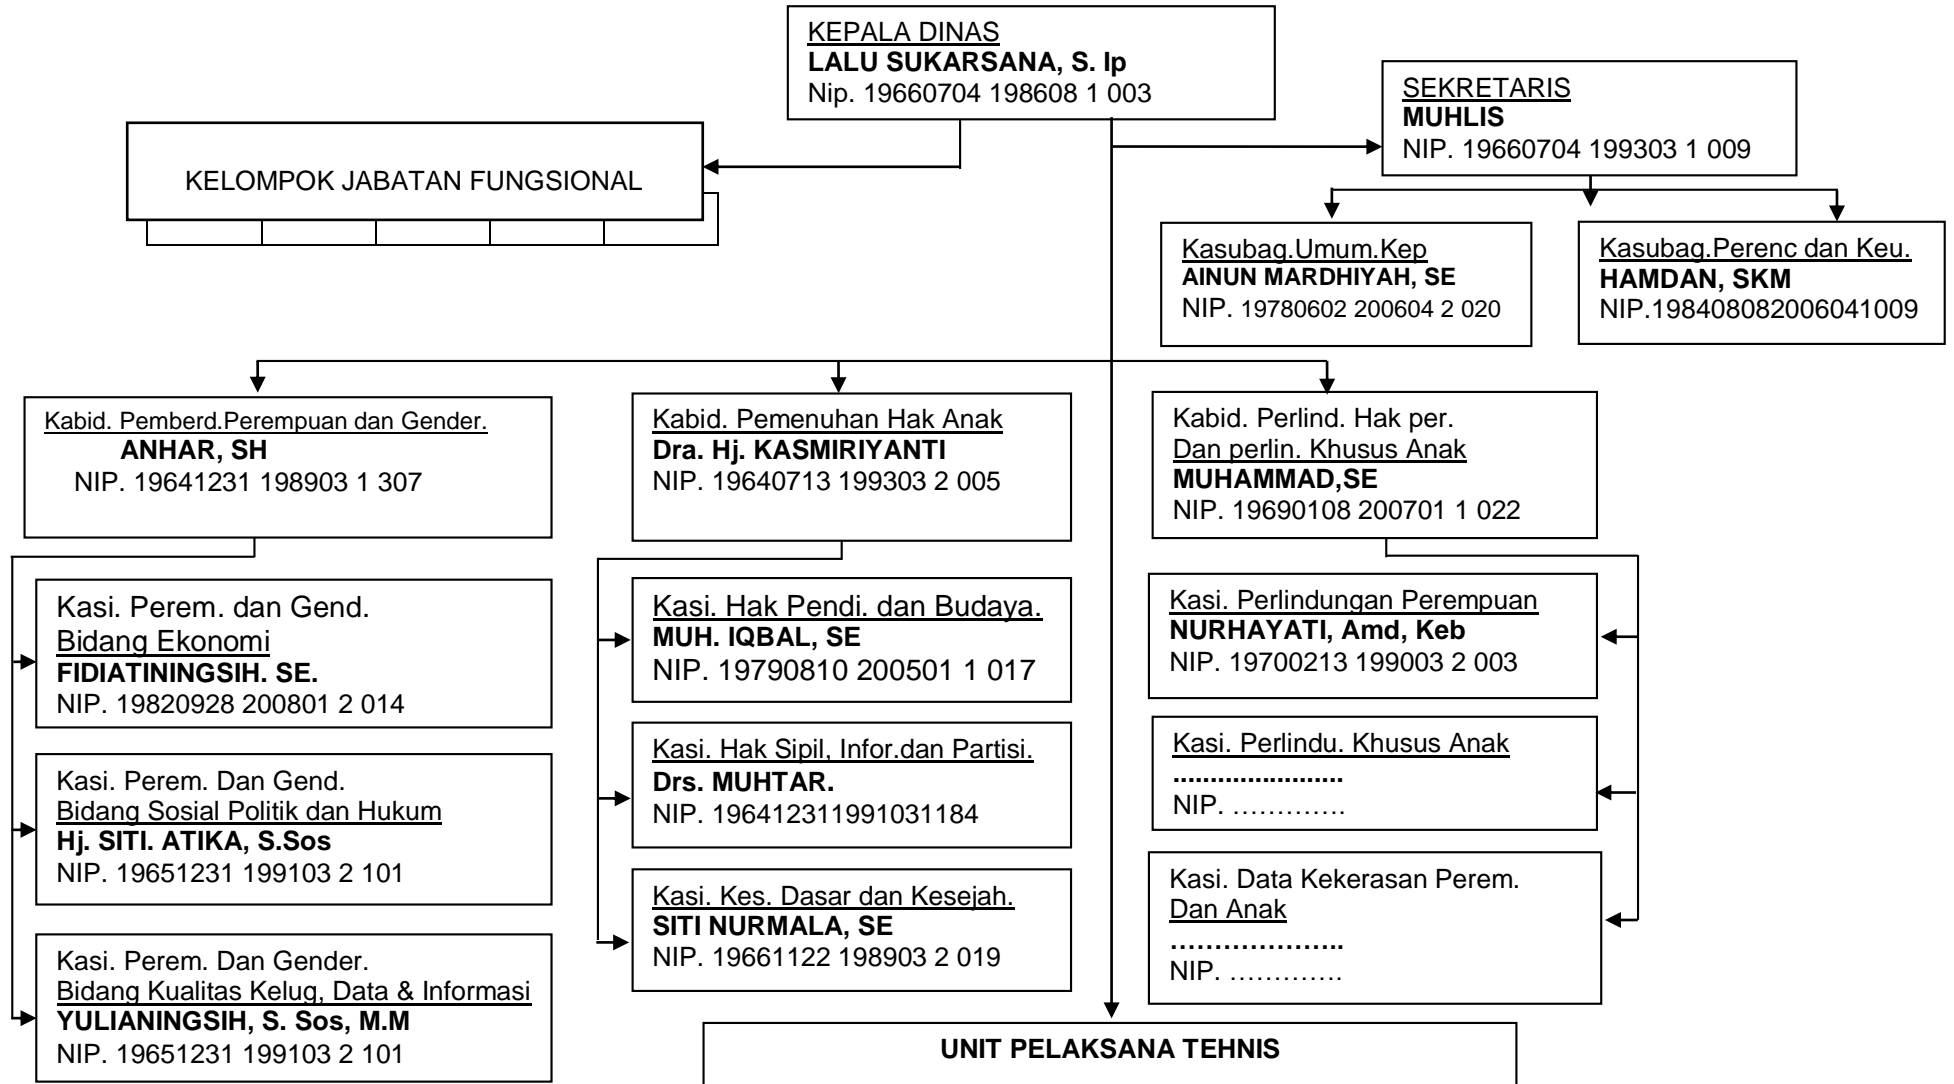 KEPALA DINAS
LALU SUKARSANA, S. Ip
Nip. 19660704 198608 1 003
SEKRETARIS
MUHLIS
NIP. 19660704 199303 1 009
KELOMPOK JABATAN FUNGSIONAL
Kasubag.Umum.Kep
AINUN MARDHIYAH, SE
NIP. 19780602 200604 2 020
Kasubag.Perenc dan Keu.
HAMDAN, SKM
NIP.198408082006041009
Kabid. Pemberd.Perempuan dan Gender.
ANHAR, SH
NIP. 19641231 198903 1 307
Kabid. Pemenuhan Hak Anak
Dra. Hj. KASMIRIYANTI
NIP. 19640713 199303 2 005
Kabid. Perlind. Hak per.
Dan perlin. Khusus Anak
MUHAMMAD,SE
NIP. 19690108 200701 1 022
Kasi. Perem. dan Gend.
Bidang Ekonomi
FIDIATININGSIH. SE.
NIP. 19820928 200801 2 014
Kasi. Perem. Dan Gend.
Bidang Sosial Politik dan Hukum
Hj. SITI. ATIKA, S.Sos
NIP. 19651231 199103 2 101
Kasi. Perem. Dan Gender.
Bidang Kualitas Kelug, Data & Informasi
YULIANINGSIH, S. Sos, M.M
NIP. 19651231 199103 2 101
Kasi. Hak Pendi. dan Budaya.
MUH. IQBAL, SE
NIP. 19790810 200501 1 017
Kasi. Hak Sipil, Infor.dan Partisi.
Drs. MUHTAR.
NIP. 196412311991031184
Kasi. Kes. Dasar dan Kesejah.
SITI NURMALA, SE
NIP. 19661122 198903 2 019
Kasi. Perlindungan Perempuan
NURHAYATI, Amd, Keb
NIP. 19700213 199003 2 003
Kasi. Perlindu. Khusus Anak
.......................
NIP. ………….
Kasi. Data Kekerasan Perem.
Dan Anak
………………..
NIP. ………….
UNIT PELAKSANA TEHNIS